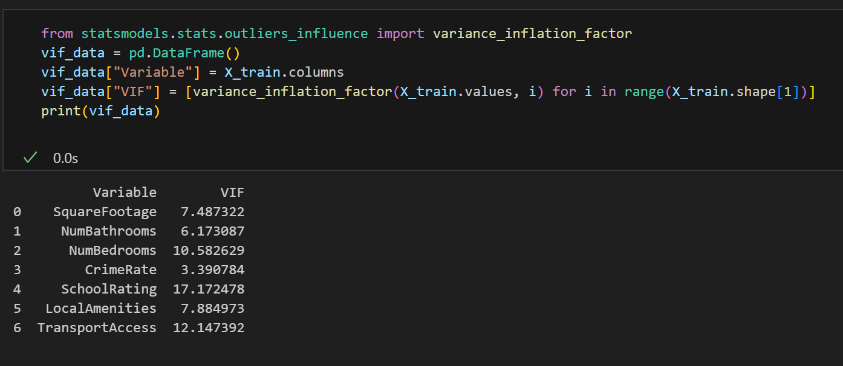 from statsmodels.stats.outliers_influence import variance_inflation_factor
vif_data = pd.DataFrame()
vif_data["Variable"] = X_train.columns
vif_data["VIF"] = [variance_inflation_factor(X_train.values, i) for i in range(X_train.shape[1])]
print(vif_data)
0.0s
Variable VIF
0 SquareFootage 7.487322
1 NumBathrooms 6.173087
2 NumBedrooms 10.582629
3 CrimeRate 3.390784
4 SchoolRating 17.172478
5 LocalAmenities 7.884973
6 TransportAccess 12.147392